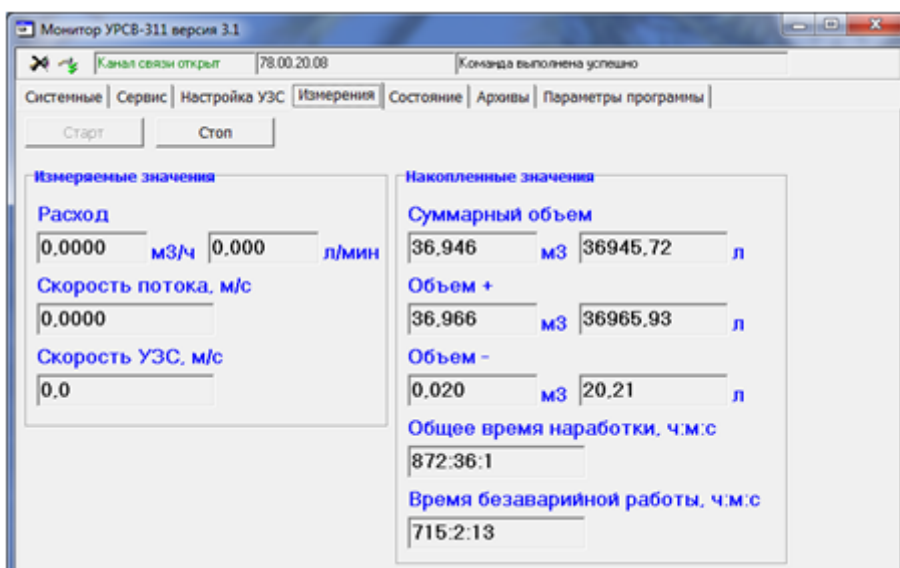 Монитор УРСВ-311 версия 3.1
Канал связи открыт 78.00.20.08 Команда выполнена успешно
Системные Сервис Настройка УЗС Измерения Состояние Архивы Параметры программы
Старт Стоп
Измеряемые значения
Расход
0,0000 м3/ч 0,000 л/мин
Скорость потока, м/с
0,0000
Скорость УЗС, м/с
0,0
Накопленные значения
Суммарный объем
36,946 м3 36945,72 л
Объем +
36,966 м3 36965,93 л
Объем -
0,020 м3 20,21 л
Общее время наработки, ч:м:с
872:36:1
Время безаварийной работы, ч:м:с
715:2:13